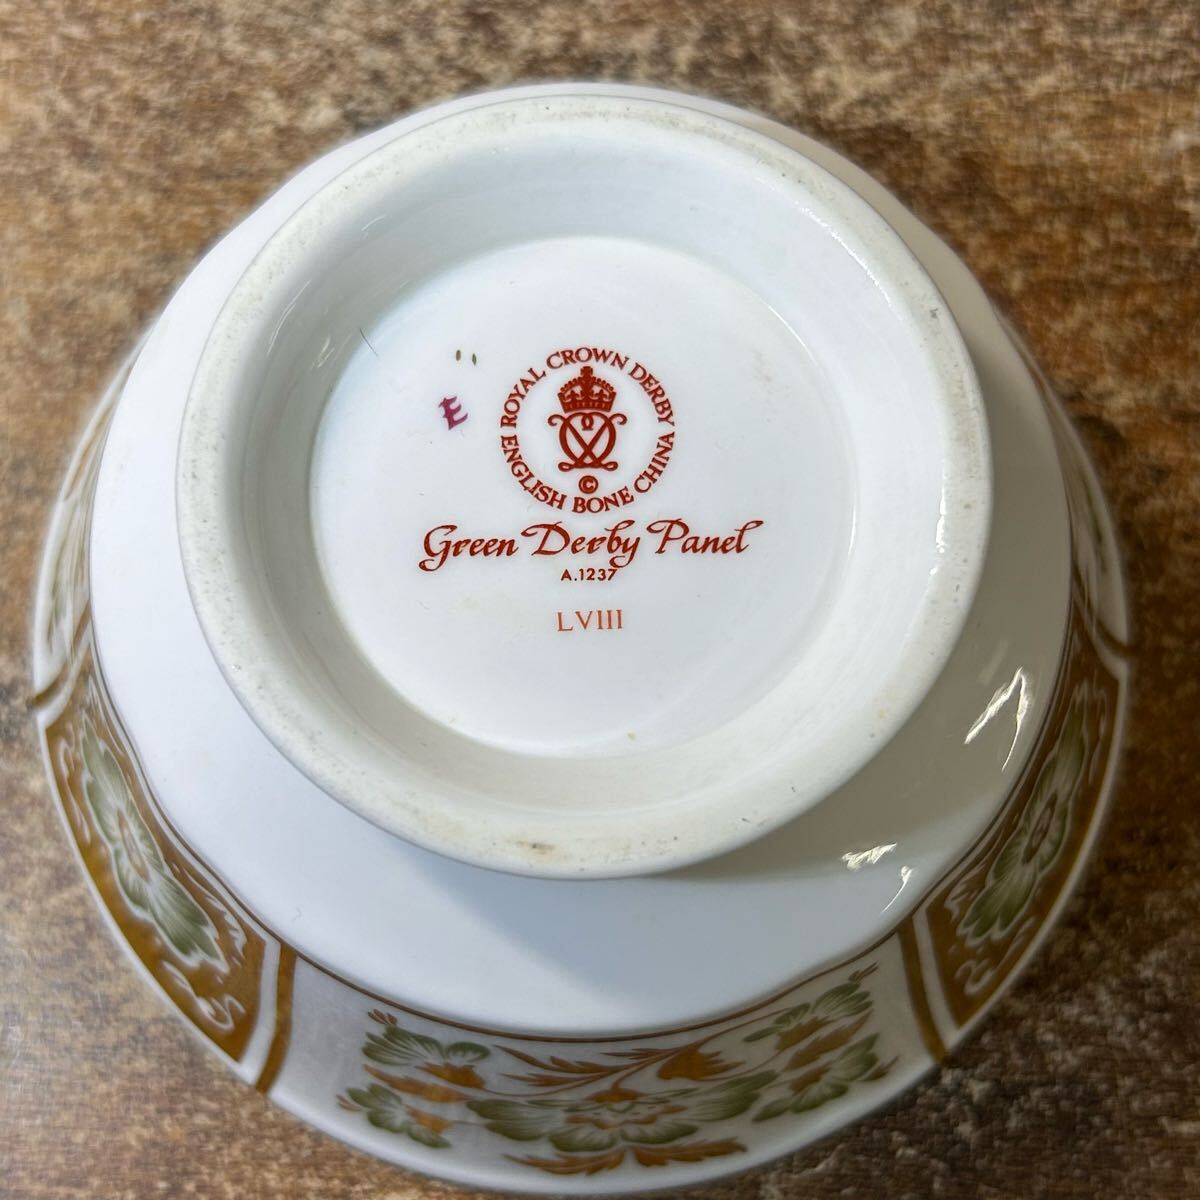 ROYAL CROWN DERBY
ENGLISH BONE CHINA
©
Green Derby Panel
A.1237
LVIII
E